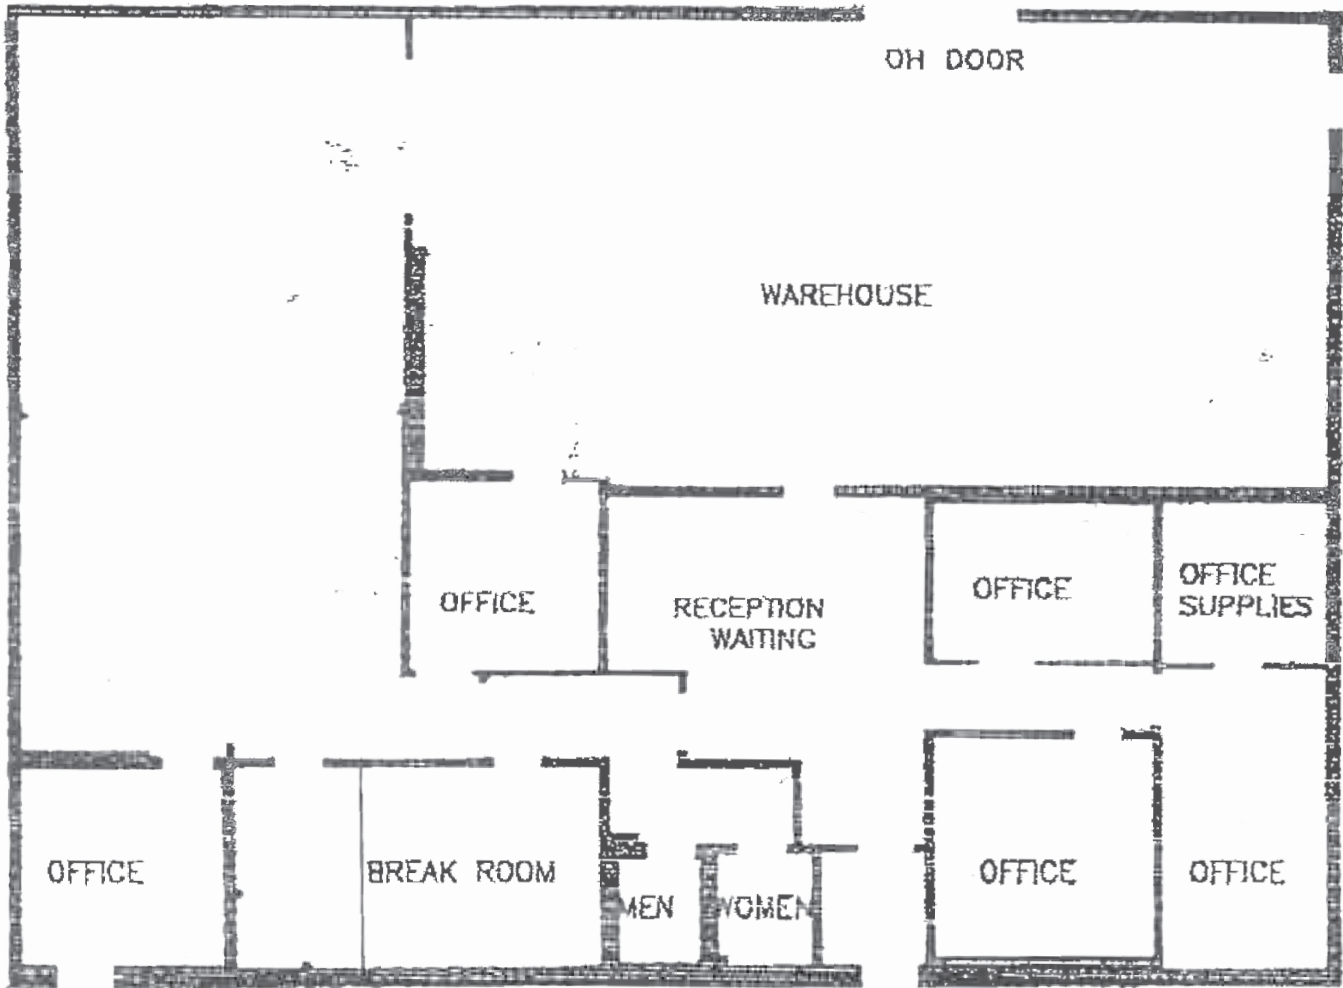 OH DOOR
WAREHOUSE
OFFICE
RECEPTION
WAITING
OFFICE
OFFICE
SUPPLIES
OFFICE
BREAK ROOM
MEN
WOMEN
OFFICE
OFFICE